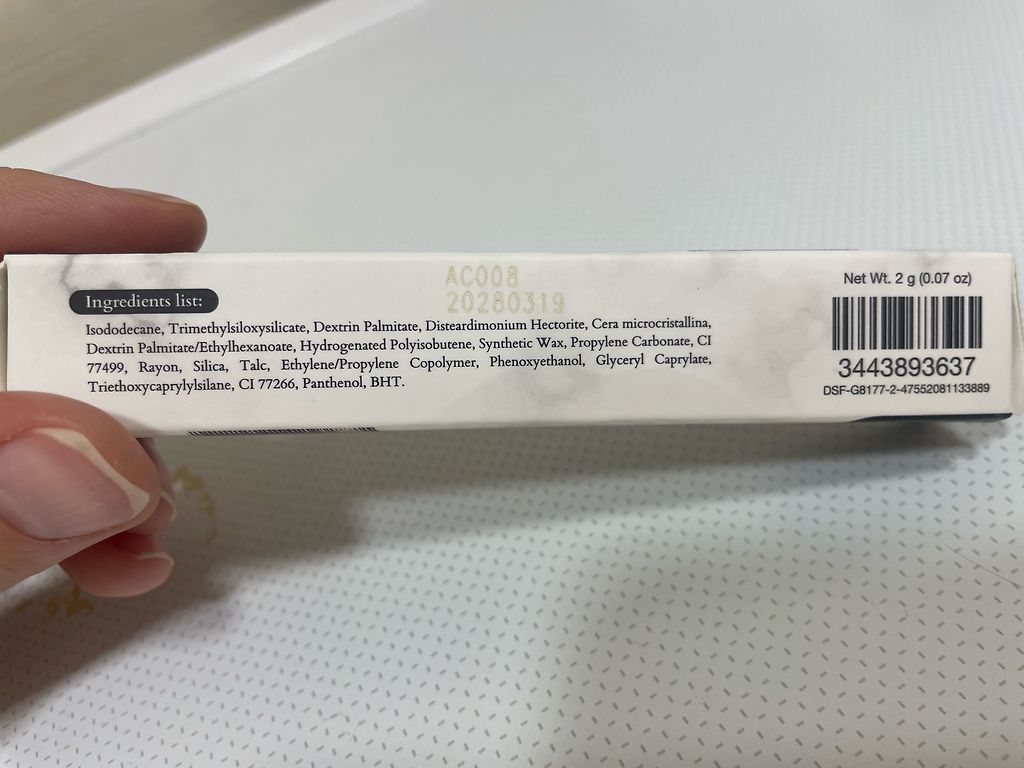 AC008
20280319
Ingredients list:
Isododecane, Trimethylsiloxysilicate, Dextrin Palmitate, Disteardimonium Hectorite, Cera microcristallina,
Dextrin Palmitate/Ethylhexanoate, Hydrogenated Polyisobutene, Synthetic Wax, Propylene Carbonate, CI
77499, Rayon, Silica, Talc, Ethylene/Propylene Copolymer, Phenoxyethanol, Glyceryl Caprylate,
Triethoxycaprylylsilane, CI 77266, Panthenol, BHT.
Net Wt. 2 g (0.07 oz)
3443893637
DSF-G8177-2-47552081133889